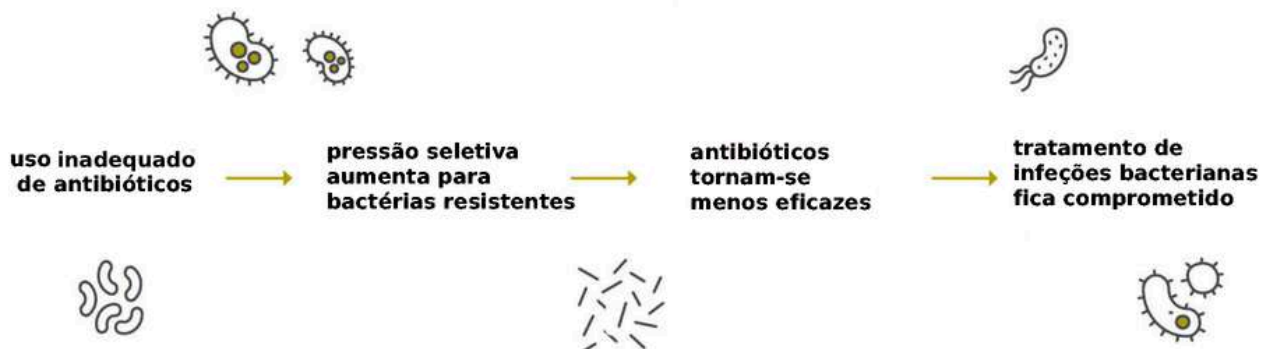 uso inadequado
de antibióticos
pressão seletiva
aumenta para
bactérias resistentes
antibióticos
tornam-se
menos eficazes
tratamento de
infeções bacterianas
fica comprometido